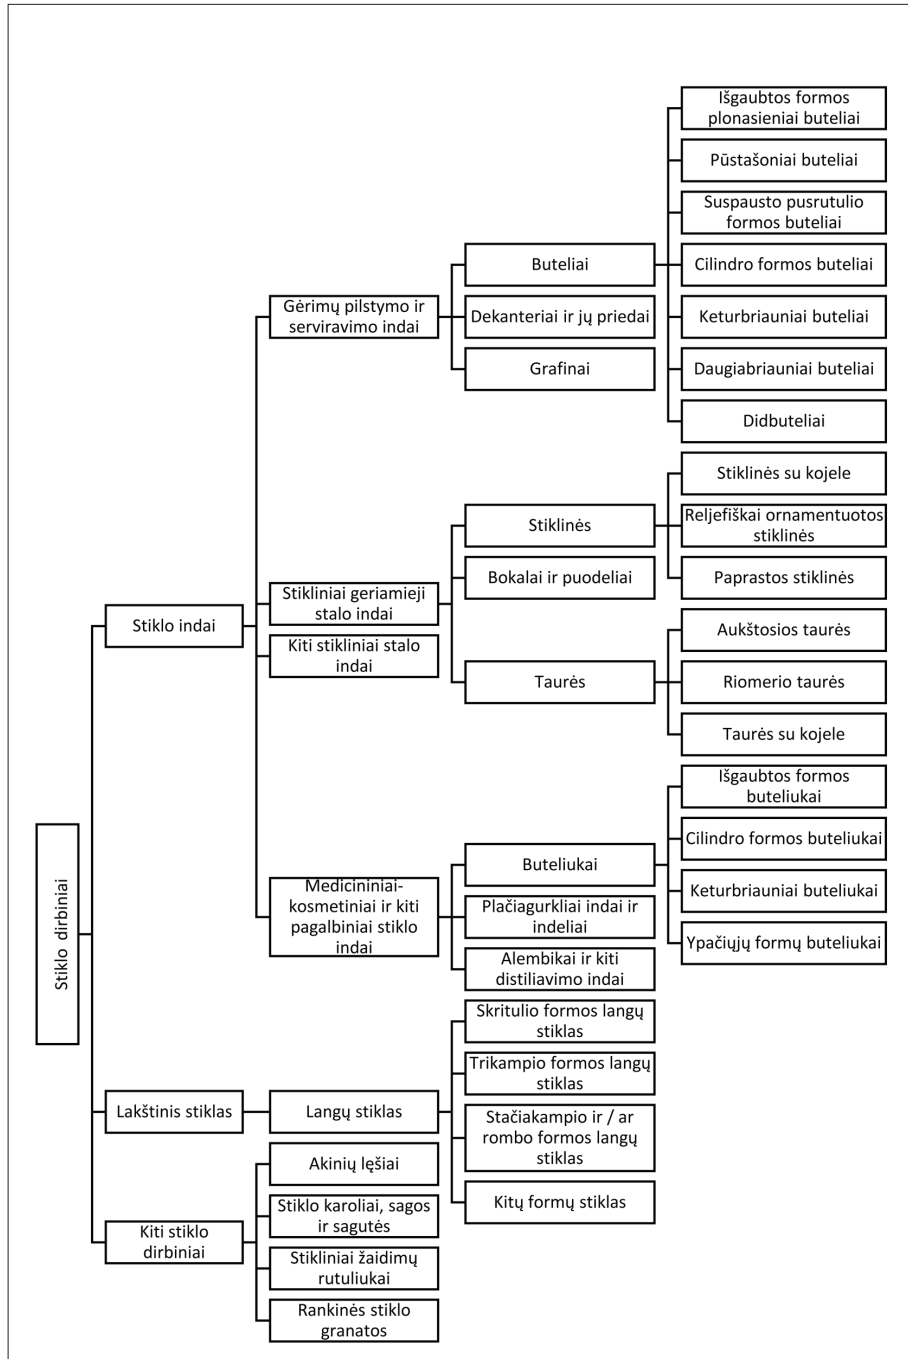 Išgaubtos formos
plonasieniai buteliai
Pūstašoniai buteliai
Suspausto pusrutulio
formos buteliai
Buteliai
Cilindro formos buteliai
Gėrimų pilstymo ir
serviravimo indai
Dekanteriai ir jų priedai
Keturbriauniai buteliai
Grafinai
Daugiabriauniai buteliai
Didbuteliai
Stiklinės su kojele
Stiklinės
Reljefiškai ornamentuotos
stiklinės
Bokalai ir puodeliai
Paprastos stiklinės
Stikliniai geriamieji
stalo indai
Stiklo indai
Aukštosios taurės
Kiti stikliniai stalo
indai
Taurės
Riomerio taurės
Taurės su kojele
Išgaubtos formos
buteliukai
Cilindro formos buteliukai
Buteliukai
Keturbriauniai buteliukai
Medicininiai-
kosmetiniai ir kiti
pagalbiniai stiklo
indai
Plačiagurkliai indai ir
indeliai
Ypačiųjų formų buteliukai
Stiklo dirbiniai
Alembikai ir kiti
distiliavimo indai
Skritulio formos langų
stiklas
Trikampio formos langų
stiklas
Lakštinis stiklas
Langų stiklas
Stačiakampio ir / ar
rombo formos langų
stiklas
Akinių lęšiai
Kitų formų stiklas
Stiklo karoliai, sagos
ir sagutės
Kiti stiklo
dirbiniai
Stikliniai žaidimų
rutuliukai
Rankinės stiklo
granatos